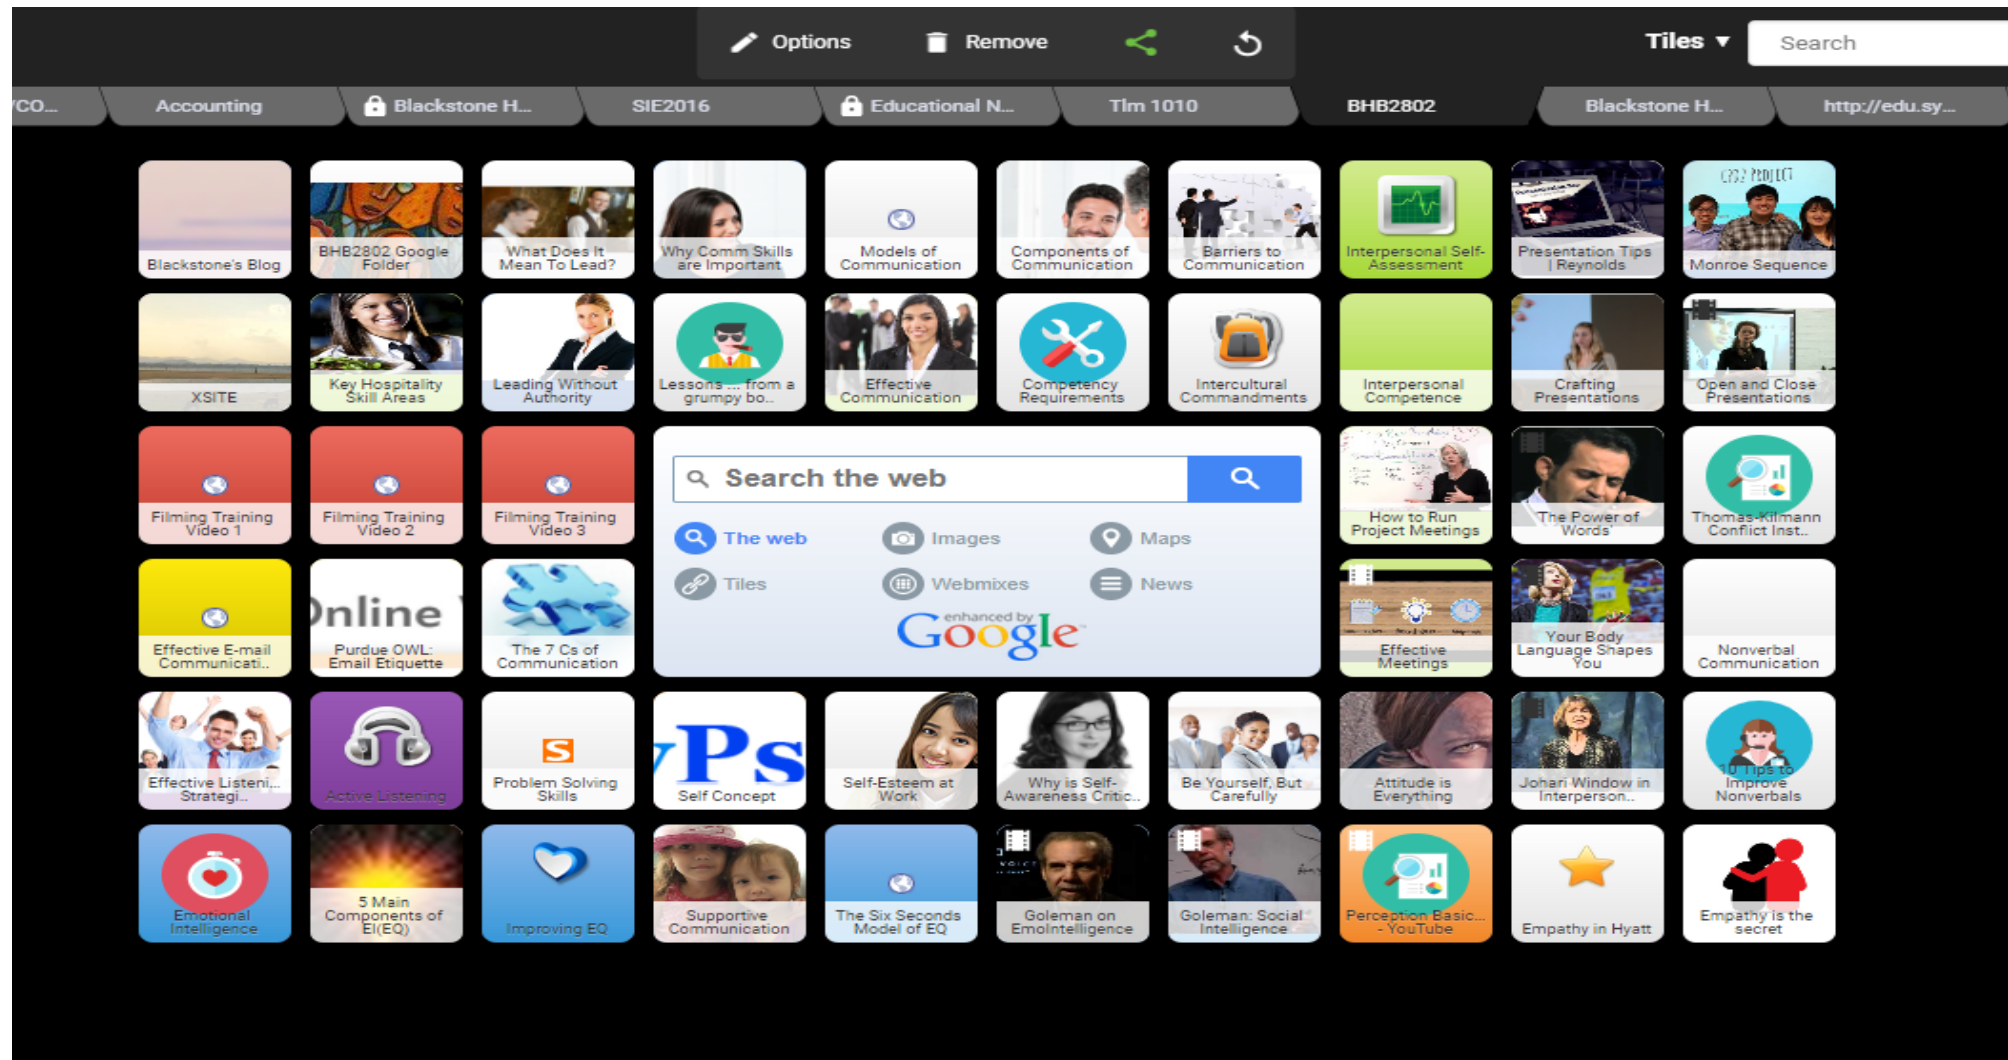 Options Remove Tiles ▼ Search
/CO... Accounting Blackstone H... SIE2016 Educational N... Tlm 1010 BHB2802 Blackstone H... http://edu.sy...
Blackstone's Blog
BHB2802 Google
Folder
What Does It
Mean To Lead?
Why Comm Skills
are Important
Models of
Communication
Components of
Communication
Barriers to
Communication
Interpersonal Self-
Assessment
Presentation Tips
| Reynolds
PROJECT
Monroe Sequence
XSITE
Key Hospitality
Skill Areas
Leading Without
Authority
Lessons ... from a
grumpy bo..
Effective
Communication
Competency
Requirements
Intercultural
Commandments
Interpersonal
Competence
Crafting
Presentations
Open and Close
Presentations
Filming Training
Video 1
Filming Training
Video 2
Filming Training
Video 3
Search the web
The web Images Maps
Tiles Webmixes News
enhanced by
Google™
How to Run
Project Meetings
The Power of
Words'
Thomas-Kilmann
Conflict Inst..
Effective E-mail
Communicati..
Online
Purdue OWL:
Email Etiquette
The 7 Cs of
Communication
Effective
Meetings
Your Body
Language Shapes
You
Nonverbal
Communication
Effective Listeni...
Strategi..
Active Listening
S
Problem Solving
Skills
yPs
Self Concept
Self-Esteem at
Work
Why is Self-
Awareness Critic..
Be Yourself, But
Carefully
Attitude is
Everything
Johari Window in
Interperson..
10 Tips to
Improve
Nonverbals
Emotional
Intelligence
5 Main
Components of
EI(EQ)
Improving EQ
Supportive
Communication
The Six Seconds
Model of EQ
Goleman on
EmoIntelligence
Goleman: Social
Intelligence
Perception Basic...
- YouTube
Empathy in Hyatt
Empathy is the
secret